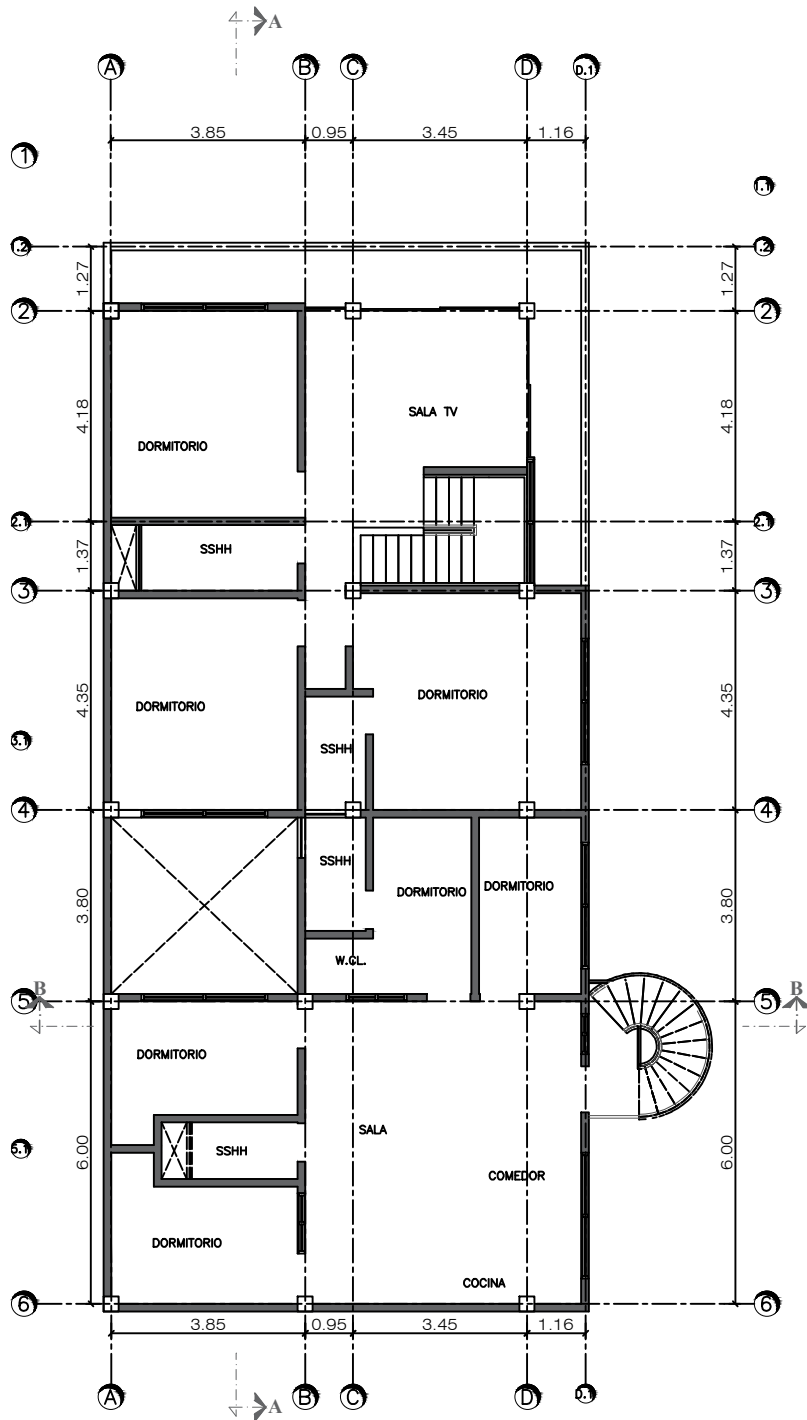 A
A B C D D.1
3.85 0.95 3.45 1.16
1
1.1
1.2 1.2
1.27 1.27
2 2
4.18 SALA TV 4.18
DORMITORIO
2.1 2.1
1.37 SSHH 1.37
3 3
4.35 DORMITORIO DORMITORIO 4.35
3.1 SSHH
4 4
SSHH
3.80 DORMITORIO DORMITORIO 3.80
W.CL.
B B
5 5
DORMITORIO
SALA
5.1 6.00 SSHH 6.00
COMEDOR
DORMITORIO
COCINA
6 6
3.85 0.95 3.45 1.16
A B C D D.1
A